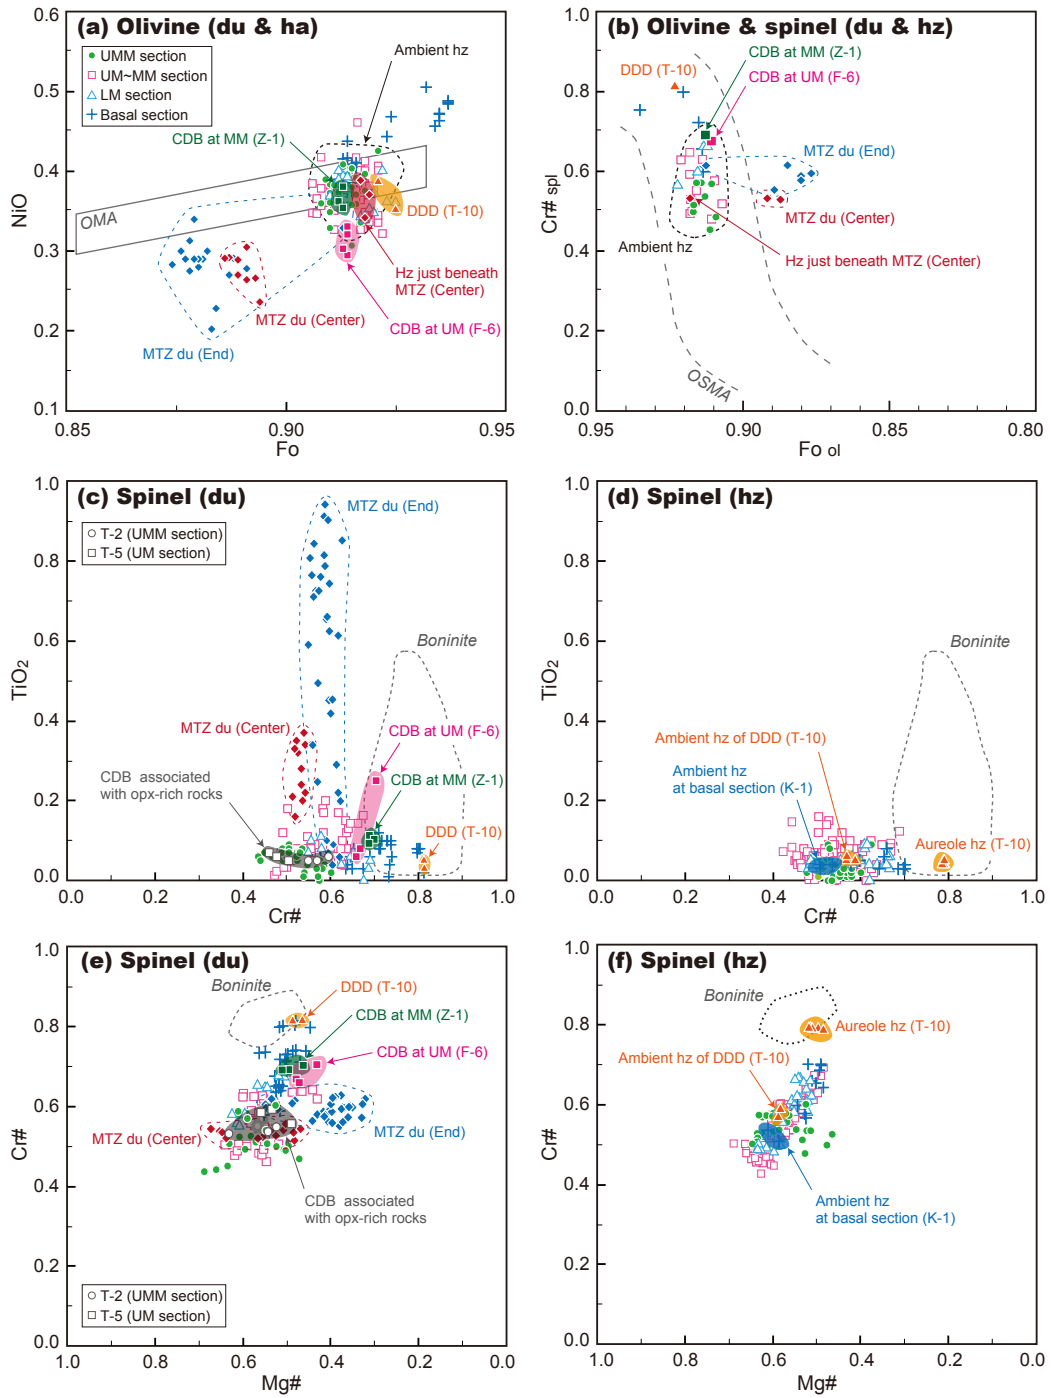 (a) Olivine (du & ha)
UMM section
UM~MM section
LM section
Basal section
Ambient hz
CDB at MM (Z-1)
OMA
DDD (T-10)
Hz just beneath
MTZ (Center)
CDB at UM (F-6)
MTZ du (Center)
MTZ du (End)
NiO
0.6
0.5
0.4
0.3
0.2
0.1
0.85
0.90
0.95
Fo
(b) Olivine & spinel (du & hz)
CDB at MM (Z-1)
DDD (T-10)
CDB at UM (F-6)
MTZ du (End)
MTZ du (Center)
Ambient hz
Hz just beneath MTZ (Center)
OSMA
Cr# spl
1.0
0.8
0.6
0.4
0.2
0.0
0.95
0.90
0.85
0.80
Fo ol
(c) Spinel (du)
T-2 (UMM section)
T-5 (UM section)
MTZ du (End)
Boninite
MTZ du (Center)
CDB at UM (F-6)
CDB associated
with opx-rich rocks
CDB at MM (Z-1)
DDD (T-10)
TiO2
1.0
0.8
0.6
0.4
0.2
0.0
0.0
0.2
0.4
0.6
0.8
1.0
Cr#
(d) Spinel (hz)
Boninite
Ambient hz of DDD (T-10)
Ambient hz
at basal section (K-1)
Aureole hz (T-10)
TiO2
1.0
0.8
0.6
0.4
0.2
0.0
0.0
0.2
0.4
0.6
0.8
1.0
Cr#
(e) Spinel (du)
Boninite
DDD (T-10)
CDB at MM (Z-1)
CDB at UM (F-6)
MTZ du (Center)
MTZ du (End)
CDB associated
with opx-rich rocks
T-2 (UMM section)
T-5 (UM section)
Cr#
1.0
0.8
0.6
0.4
0.2
0.0
1.0
0.8
0.6
0.4
0.2
0.0
Mg#
(f) Spinel (hz)
Boninite
Aureole hz (T-10)
Ambient hz of DDD (T-10)
Ambient hz
at basal section (K-1)
Cr#
1.0
0.8
0.6
0.4
0.2
0.0
1.0
0.8
0.6
0.4
0.2
0.0
Mg#